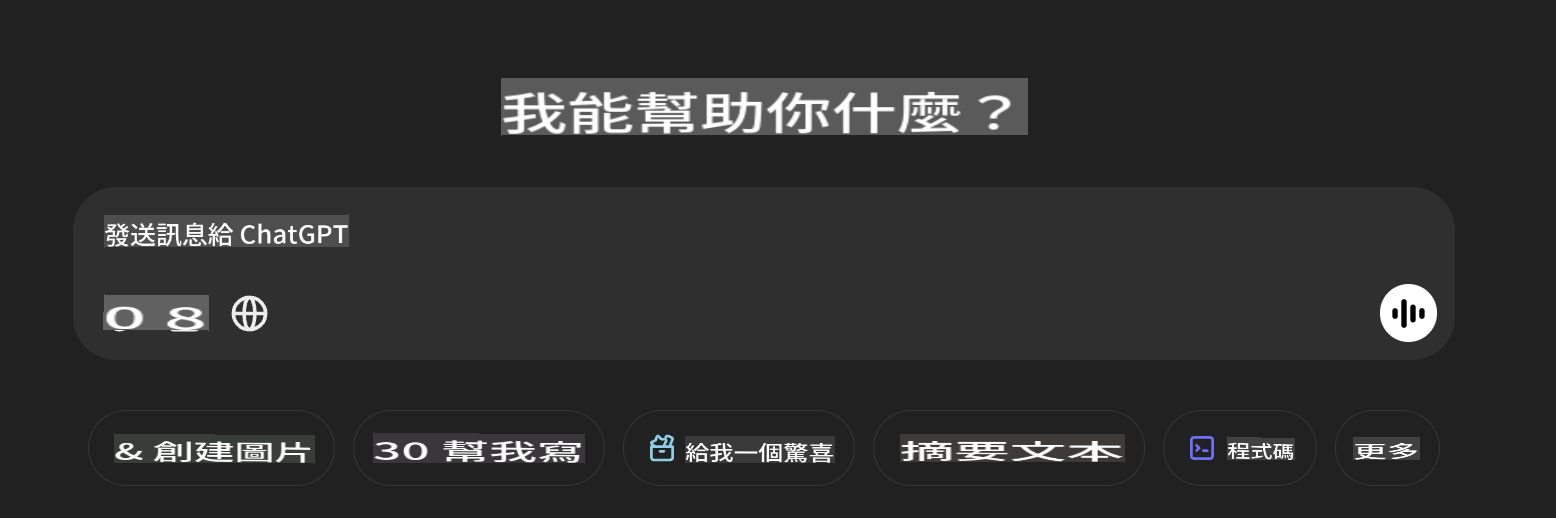 我能幫助你什麼？
發送訊息給 ChatGPT
0 8
& 創建圖片
30 幫我寫
給我一個驚喜
摘要文本
程式碼
更多